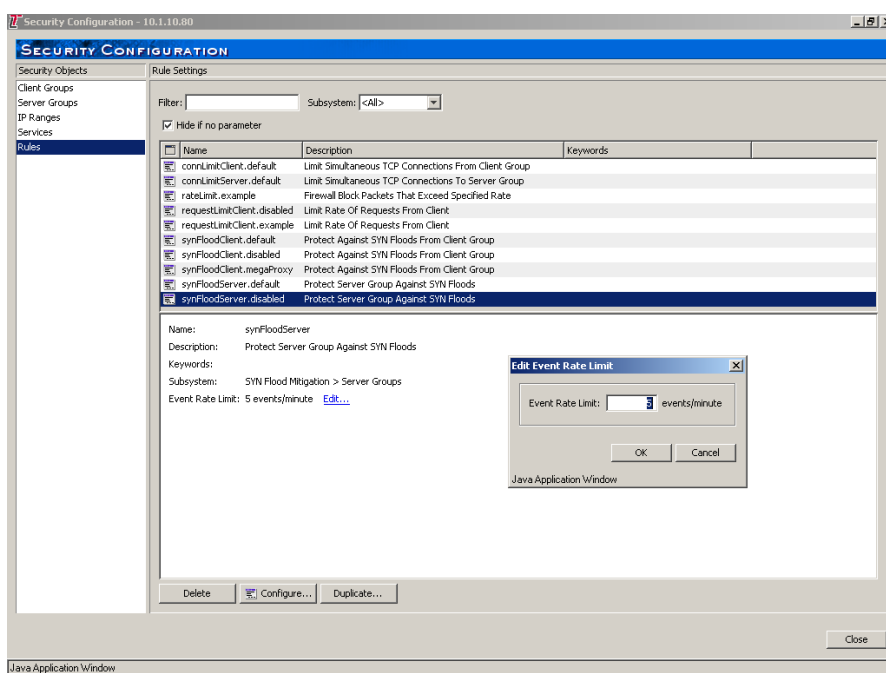 Security Configuration - 10.1.10.80
SECURITY CONFIGURATION
Security Objects
Rule Settings
Client Groups
Server Groups
IP Ranges
Services
Rules
Filter:
Subsystem: <All>
Hide if no parameter
Name Description Keywords
connLimitClient.default Limit Simultaneous TCP Connections From Client Group
connLimitServer.default Limit Simultaneous TCP Connections To Server Group
rateLimit.example Firewall Block Packets That Exceed Specified Rate
requestLimitClient.disabled Limit Rate Of Requests From Client
requestLimitClient.example Limit Rate Of Requests From Client
synFloodClient.default Protect Against SYN Floods From Client Group
synFloodClient.disabled Protect Against SYN Floods From Client Group
synFloodClient.megaProxy Protect Against SYN Floods From Client Group
synFloodServer.default Protect Server Group Against SYN Floods
synFloodServer.disabled Protect Server Group Against SYN Floods
Name: synFloodServer
Description: Protect Server Group Against SYN Floods
Keywords:
Subsystem: SYN Flood Mitigation > Server Groups
Event Rate Limit: 5 events/minute Edit...
Edit Event Rate Limit
Event Rate Limit: 5 events/minute
OK Cancel
Java Application Window
Delete Configure... Duplicate...
Close
Java Application Window